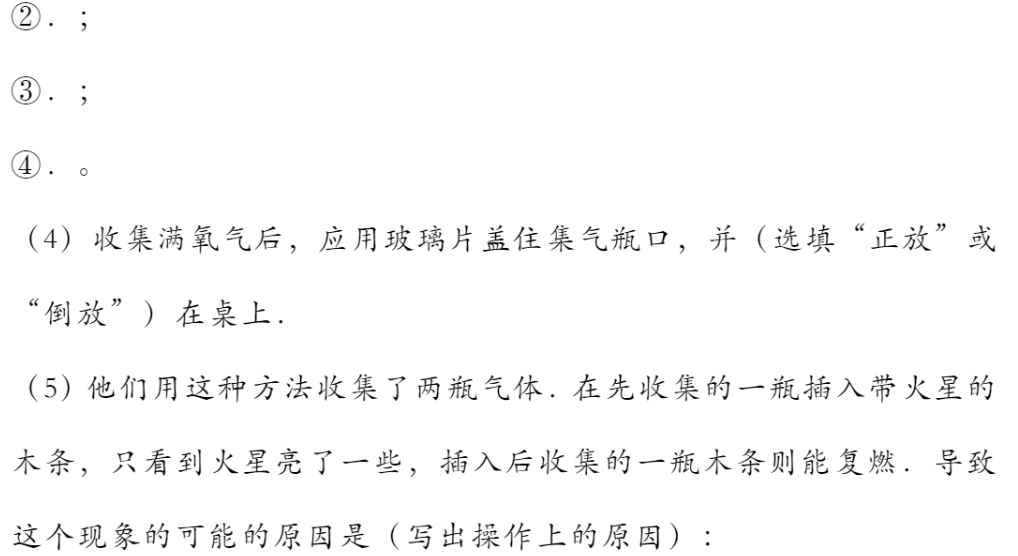 ②．；
③．；
④．。
（4）收集满氧气后，应用玻璃片盖住集气瓶口，并（选填“正放”或
“倒放”）在桌上．
（5）他们用这种方法收集了两瓶气体．在先收集的一瓶插入带火星的
木条，只看到火星亮了一些，插入后收集的一瓶木条则能复燃．导致
这个现象的可能的原因是（写出操作上的原因）：